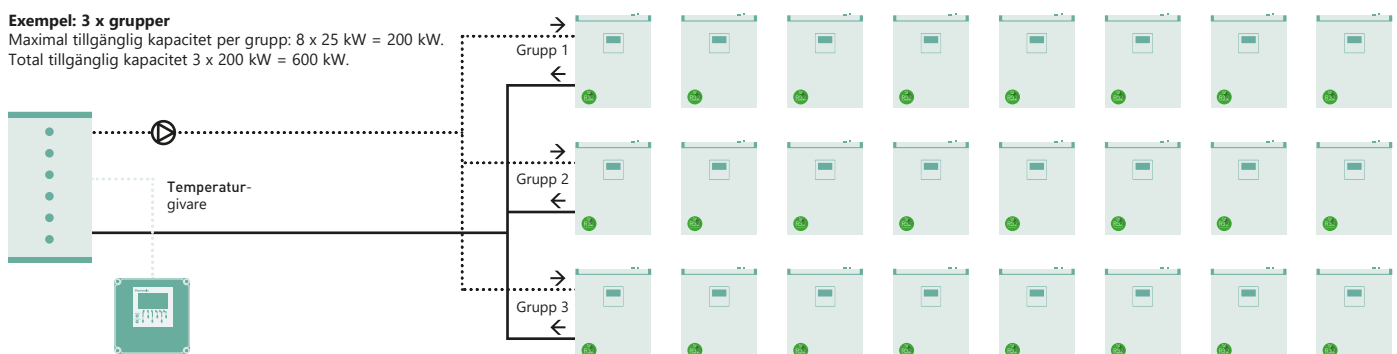 Exempel: 3 x grupper
Maximal tillgänglig kapacitet per grupp: 8 x 25 kW = 200 kW.
Total tillgänglig kapacitet 3 x 200 kW = 600 kW.
Grupp 1
Temperatur-
givare
Grupp 2
Grupp 3